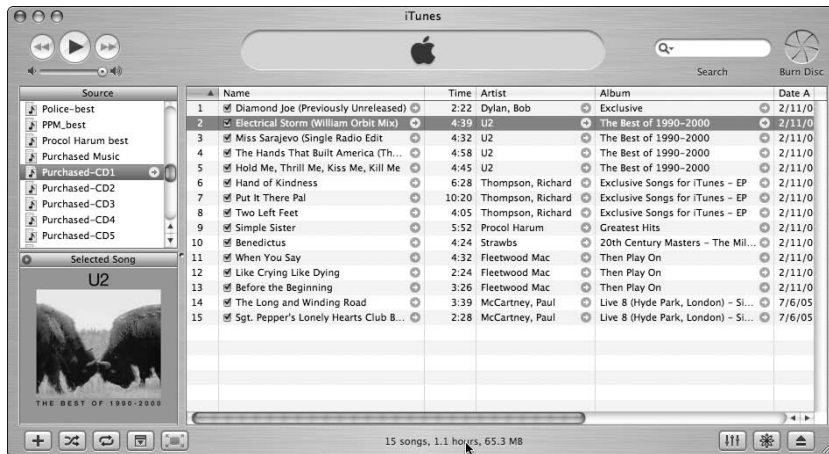 iTunes
Search
Burn Disc
Source
Police-best
PPM_best
Procol Harum best
Purchased Music
Purchased-CD1
Purchased-CD2
Purchased-CD3
Purchased-CD4
Purchased-CD5
Selected Song
U2
THE BEST OF 1990-2000
Name Time Artist Album Date A
1 Diamond Joe (Previously Unreleased) 2:22 Dylan, Bob Exclusive 2/11/0
2 Electrical Storm (William Orbit Mix) 4:39 U2 The Best of 1990-2000 2/11/0
3 Miss Sarajevo (Single Radio Edit 4:32 U2 The Best of 1990-2000 2/11/0
4 The Hands That Built America (Th... 4:58 U2 The Best of 1990-2000 2/11/0
5 Hold Me, Thrill Me, Kiss Me, Kill Me 4:45 U2 The Best of 1990-2000 2/11/0
6 Hand of Kindness 6:28 Thompson, Richard Exclusive Songs for iTunes - EP 2/11/0
7 Put It There Pal 10:20 Thompson, Richard Exclusive Songs for iTunes - EP 2/11/0
8 Two Left Feet 4:05 Thompson, Richard Exclusive Songs for iTunes - EP 2/11/0
9 Simple Sister 5:52 Procol Harum Greatest Hits 2/11/0
10 Benedictus 4:24 Strawbs 20th Century Masters - The Mil... 2/11/0
11 When You Say 4:32 Fleetwood Mac Then Play On 2/11/0
12 Like Crying Like Dying 2:24 Fleetwood Mac Then Play On 2/11/0
13 Before the Beginning 3:26 Fleetwood Mac Then Play On 2/11/0
14 The Long and Winding Road 3:39 McCartney, Paul Live 8 (Hyde Park, London) - Si... 7/6/05
15 Sgt. Pepper's Lonely Hearts Club B... 2:28 McCartney, Paul Live 8 (Hyde Park, London) - Si... 7/6/05
15 songs, 1.1 hours, 65.3 MB